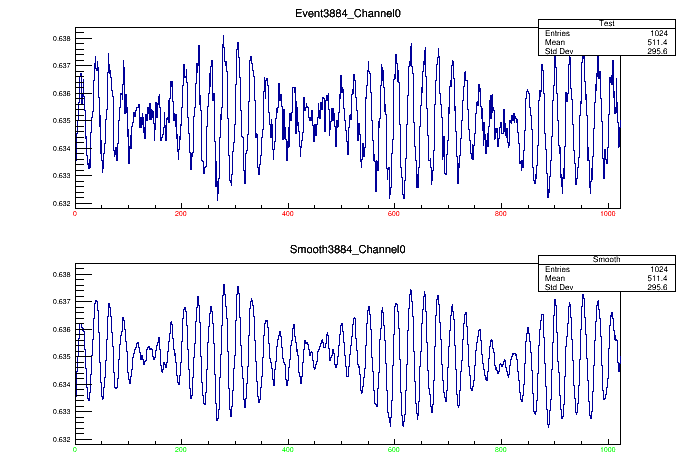 Event3884_Channel0
Test
Entries 1024
Mean 511.4
Std Dev 295.6
0.638
0.637
0.636
0.635
0.634
0.633
0.632
0 200 400 600 800 1000
Smooth3884_Channel0
Smooth
Entries 1024
Mean 511.4
Std Dev 295.6
0.638
0.637
0.636
0.635
0.634
0.633
0.632
0 200 400 600 800 1000